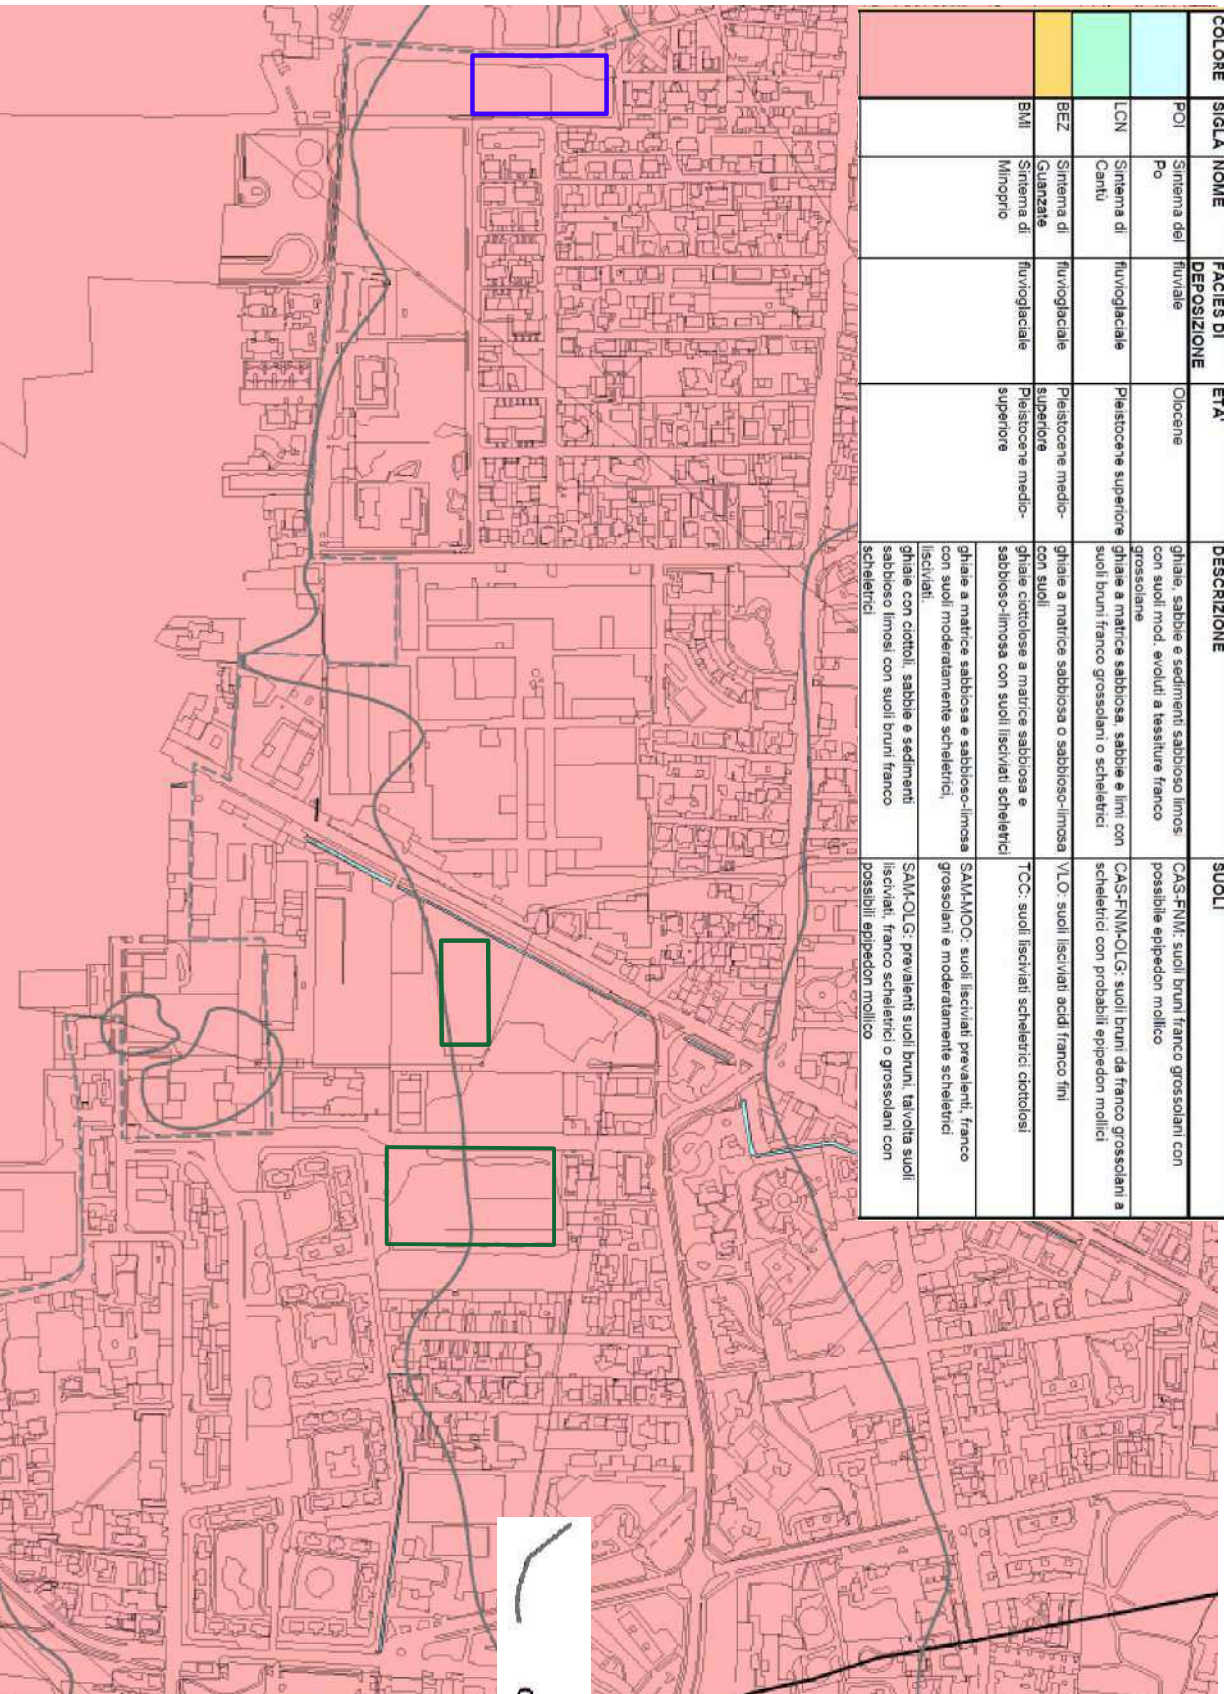 COLORE SIGLA NOME FACIES DI DEPOSIZIONE ETA' DESCRIZIONE SUOLI
POI
Sintema del
Po
fluviale
Olocene
ghiaie, sabbie e sedimenti sabbioso limosi
con suoli mod. evoluti a tessiture franco
grossolane
CAS-FNM: suoli bruni franco grossolani con
possibile epipedon mollico
LCN
Sintema di
Cantù
fluvioglaciale
Pleistocene superiore
ghiaie a matrice sabbiosa, sabbie e limi con
suoli bruni franco grossolani o scheletrici
CAS-FNM-OLG: suoli bruni da franco grossolani a
scheletrici con probabili epipedon mollici
BEZ
Sintema di
Guanzate
fluvioglaciale
Pleistocene medio-
superiore
ghiaie a matrice sabbiosa o sabbioso-limosa
con suoli
VLO: suoli lisciviati acidi franco fini
BMI
Sintema di
Minoprio
fluvioglaciale
Pleistocene medio-
superiore
ghiaie ciottolose a matrice sabbiosa e
sabbioso-limosa con suoli lisciviati scheletrici
TCC: suoli lisciviati scheletrici ciottolosi
ghiaie a matrice sabbiosa e sabbioso-limosa
con suoli moderatamente scheletrici,
lisciviati.
SAM-MOO: suoli lisciviati prevalenti, franco
grossolani e moderatamente scheletrici
ghiaie con ciottoli, sabbie e sedimenti
sabbioso limosi con suoli bruni franco
scheletrici
SAM-OLG: prevalenti suoli bruni, talvolta suoli
lisciviati, franco scheletrici o grossolani con
possibili epipedon mollico